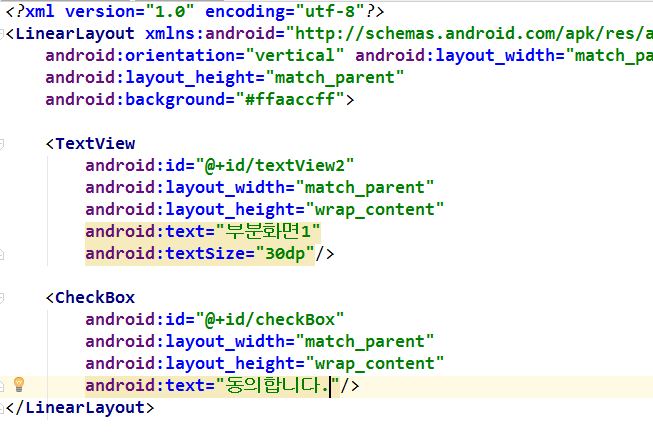 <?xml version="1.0" encoding="utf-8"?>
<LinearLayout xmlns:android="http://schemas.android.com/apk/res/a
android:orientation="vertical" android:layout_width="match_pa
android:layout_height="match_parent"
android:background="#ffaaccff">
<TextView
android:id="@+id/textView2"
android:layout_width="match_parent"
android:layout_height="wrap_content"
android:text="부분화면1"
android:textSize="30dp"/>
<CheckBox
android:id="@+id/checkBox"
android:layout_width="match_parent"
android:layout_height="wrap_content"
android:text="동의합니다."/>
</LinearLayout>